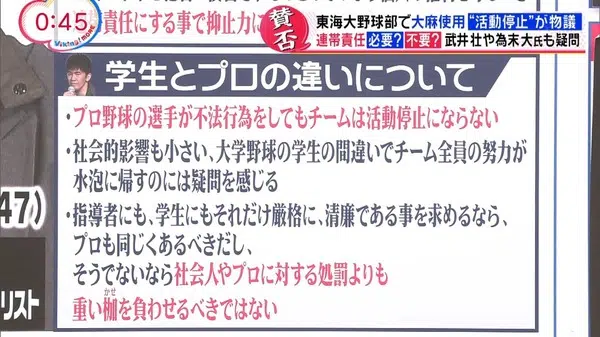 0:45
Viking! MORE
責任にする事で抑止力に
賛否
東海大野球部で大麻使用 “活動停止”が物議
連帯責任 必要? 不要? 武井壮や為末大氏も疑問
学生とプロの違いについて
・プロ野球の選手が不法行為をしてもチームは活動停止にならない
・社会的影響も小さい、大学野球の学生の間違いでチーム全員の努力が
水泡に帰すのには疑問を感じる
・指導者にも、学生にもそれだけ厳格に、清廉である事を求めるなら、
プロも同じくあるべきだし、
そうでないなら社会人やプロに対する処罰よりも
かせ
重い枷を負わせるべきではない
47)
リスト